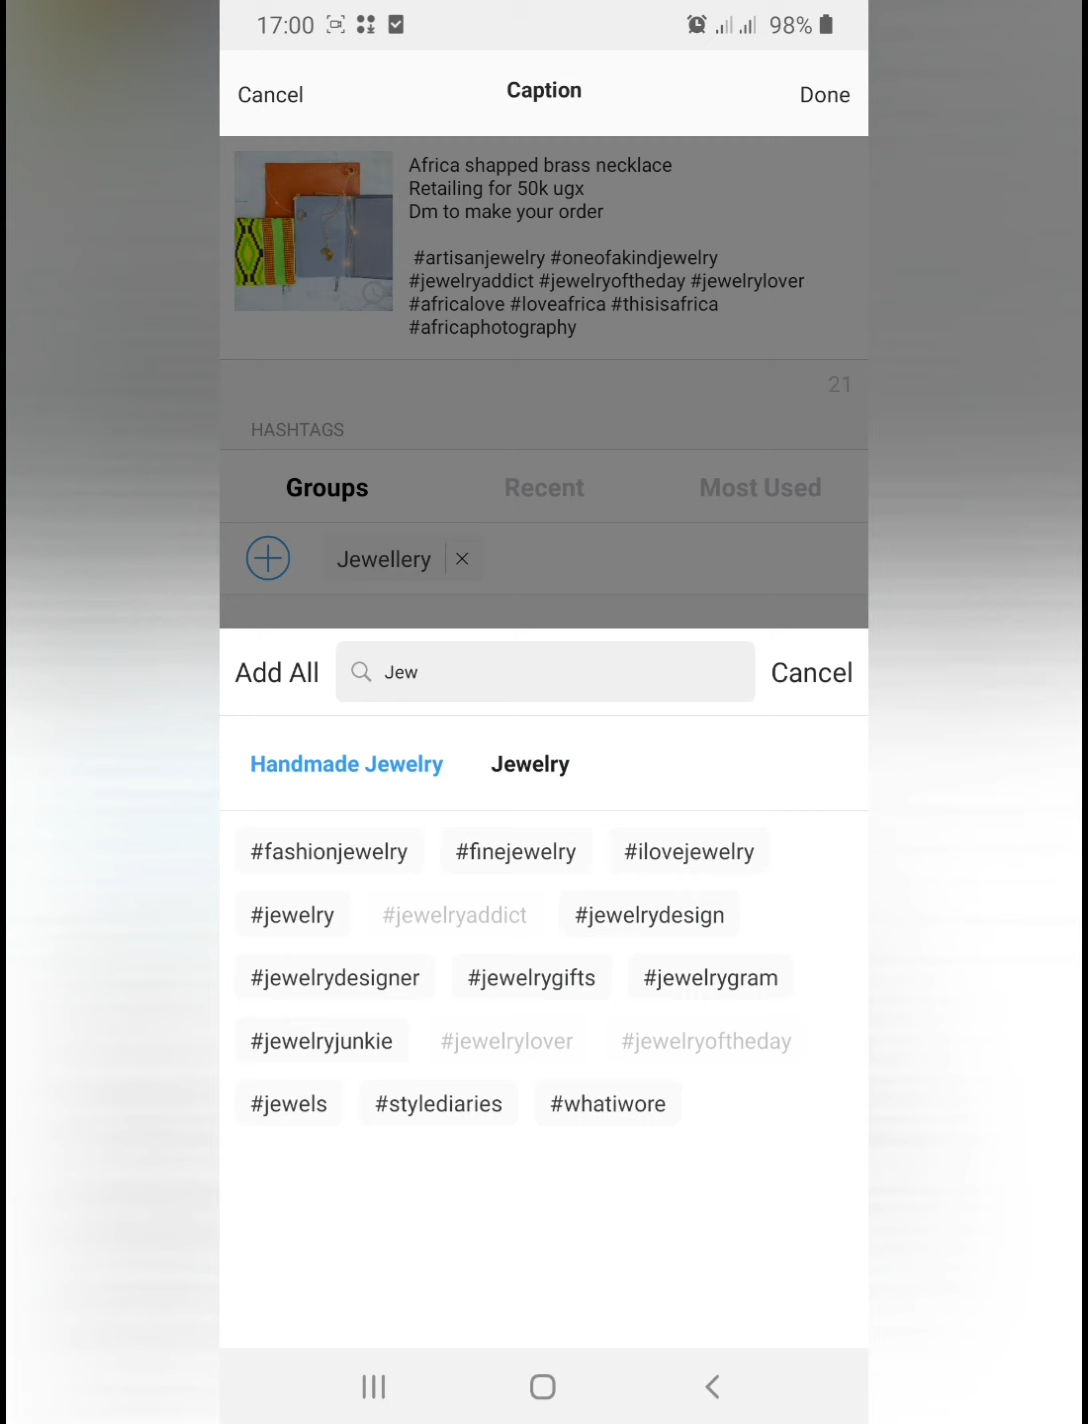 17:00 98%
Cancel Caption Done
Africa shapped brass necklace
Retailing for 50k ugx
Dm to make your order
#artisanjewelry #oneofakindjewelry
#jewelryaddict #jewelryoftheday #jewelrylover
#africalove #loveafrica #thisisafrica
#africaphotography
21
HASHTAGS
Groups Recent Most Used
Jewellery
Add All Jew Cancel
Handmade Jewelry Jewelry
#fashionjewelry #finejewelry #ilovejewelry
#jewelry #jewelryaddict #jewelrydesign
#jewelrydesigner #jewelrygifts #jewelrygram
#jewelryjunkie #jewelrylover #jewelryoftheday
#jewels #stylediaries #whatiwore